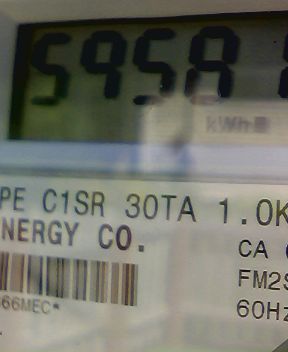 5958
kWh
PE C1SR 30TA 1.0K
NERGY CO.
CA
FM2S
66MEC*
60Hz